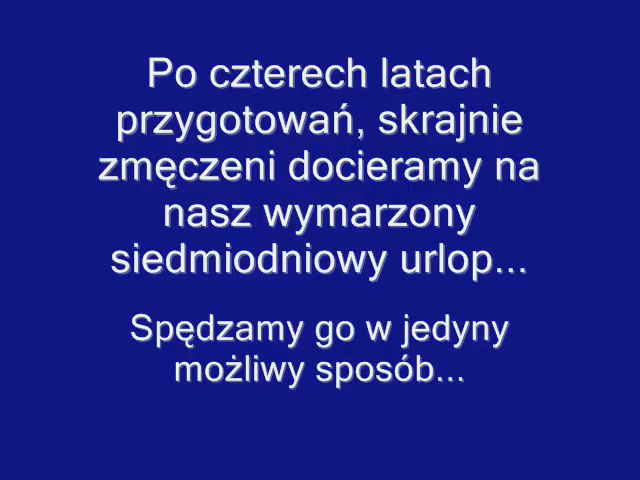 Po czterech latach
przygotowań, skrajnie
zmęczeni docieramy na
nasz wymarzony
siedmiodniowy urlop...
Spędzamy go w jedyny
możliwy sposób...